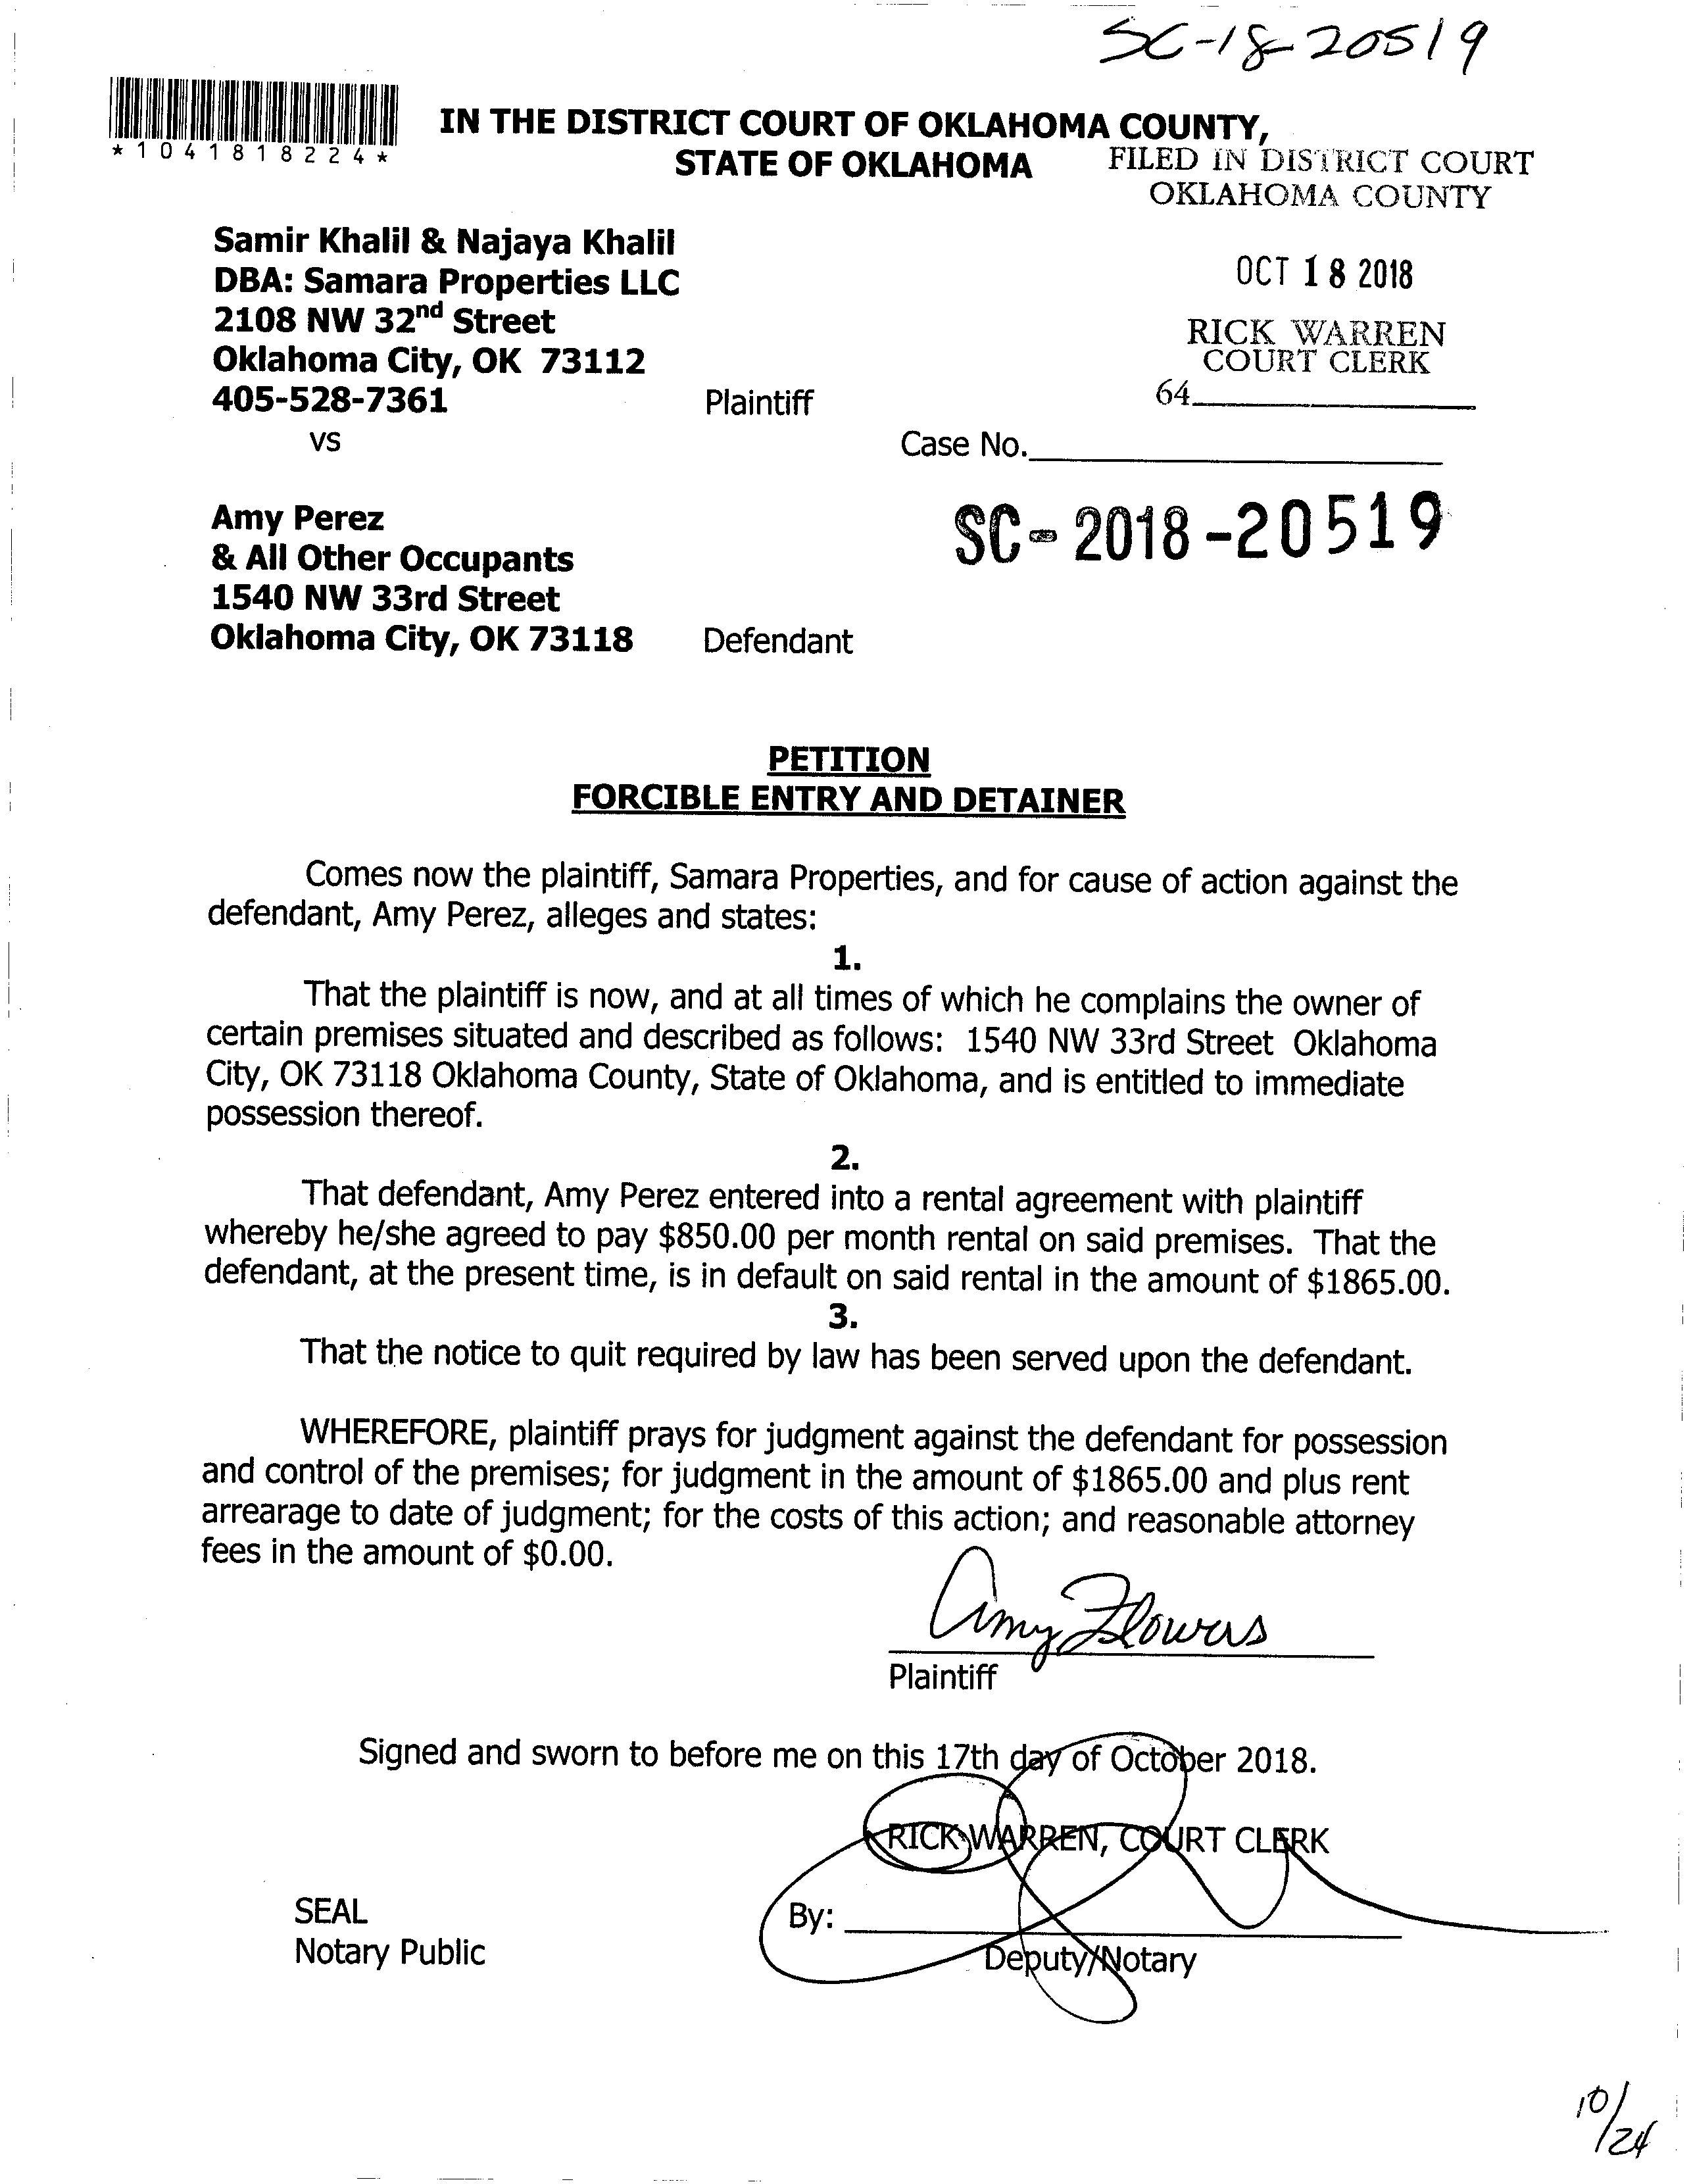 SC-18-20519
*1041818224*
IN THE DISTRICT COURT OF OKLAHOMA COUNTY,
STATE OF OKLAHOMA
FILED IN DISTRICT COURT
OKLAHOMA COUNTY
OCT 18 2018
RICK WARREN
COURT CLERK
64
Samir Khalil & Najaya Khalil
DBA: Samara Properties LLC
2108 NW 32nd Street
Oklahoma City, OK 73112
405-528-7361 Plaintiff
vs
Case No.
SC-2018-20519
Amy Perez
& All Other Occupants
1540 NW 33rd Street
Oklahoma City, OK 73118 Defendant
PETITION
FORCIBLE ENTRY AND DETAINER
Comes now the plaintiff, Samara Properties, and for cause of action against the
defendant, Amy Perez, alleges and states:
1.
That the plaintiff is now, and at all times of which he complains the owner of
certain premises situated and described as follows: 1540 NW 33rd Street Oklahoma
City, OK 73118 Oklahoma County, State of Oklahoma, and is entitled to immediate
possession thereof.
2.
That defendant, Amy Perez entered into a rental agreement with plaintiff
whereby he/she agreed to pay $850.00 per month rental on said premises. That the
defendant, at the present time, is in default on said rental in the amount of $1865.00.
3.
That the notice to quit required by law has been served upon the defendant.
WHEREFORE, plaintiff prays for judgment against the defendant for possession
and control of the premises; for judgment in the amount of $1865.00 and plus rent
arrearage to date of judgment; for the costs of this action; and reasonable attorney
fees in the amount of $0.00.
Amy Flowers
Plaintiff
Signed and sworn to before me on this 17th day of October 2018.
RICK WARREN, COURT CLERK
SEAL
Notary Public
By:
Deputy/Notary
10/24